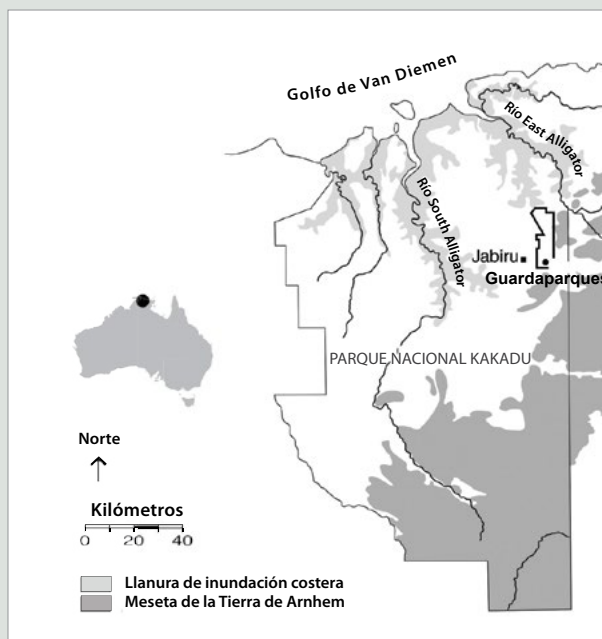 Golfo de Van Diemen
Río East Alligator
Río South Alligator
Jabiru
Guardaparques
PARQUE NACIONAL KAKADU
Norte
Kilómetros
0 20 40
Llanura de inundación costera
Meseta de la Tierra de Arnhem